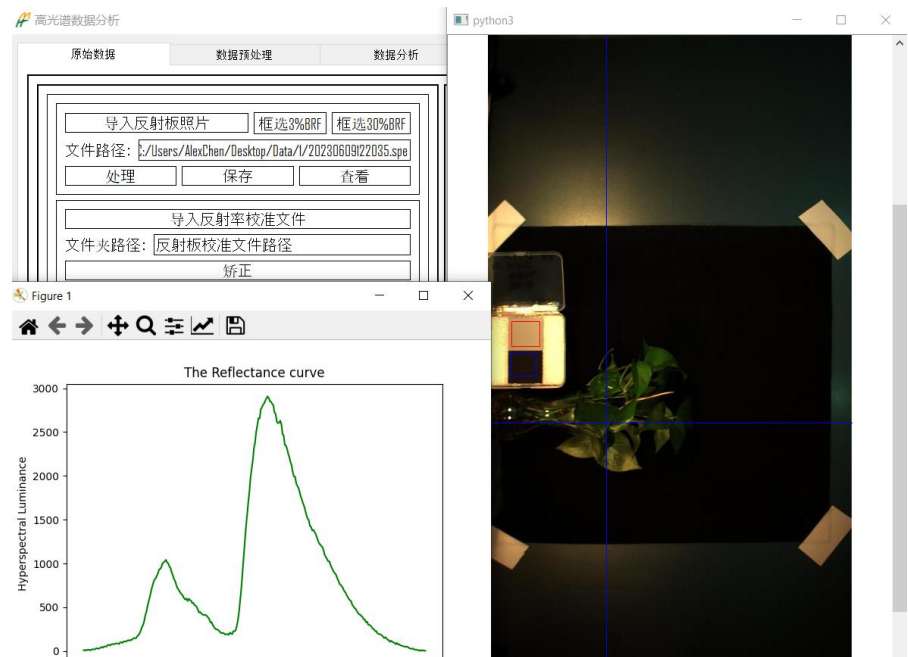 高光谱数据分析
原始数据 数据预处理 数据分析
导入反射板照片 框选3%BRF 框选30%BRF
文件路径: C:/Users/AlexChen/Desktop/Data/1/20230609122035.spe
处理 保存 查看
导入反射率校准文件
文件夹路径: 反射板校准文件路径
矫正
python3
Figure 1
The Reflectance curve
Hyperspectral Luminance
3000
2500
2000
1500
1000
500
0